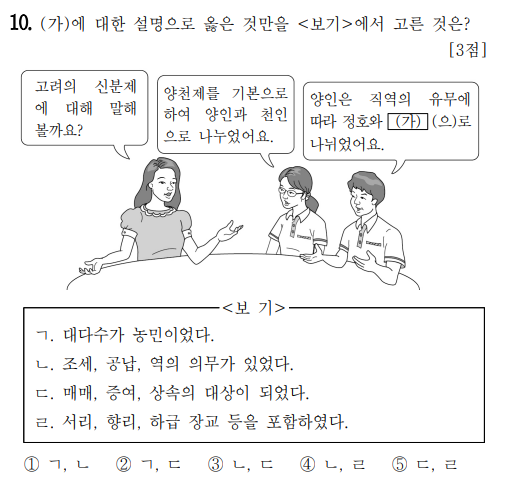 10. (가)에 대한 설명으로 옳은 것만을 <보기>에서 고른 것은?
[3점]
고려의 신분제
에 대해 말해
볼까요?
양천제를 기본으로
하여 양인과 천인
으로 나누었어요.
양인은 직역의 유무에
따라 정호와 (가) (으)로
나뉘었어요.
<보 기>
ㄱ. 대다수가 농민이었다.
ㄴ. 조세, 공납, 역의 의무가 있었다.
ㄷ. 매매, 증여, 상속의 대상이 되었다.
ㄹ. 서리, 향리, 하급 장교 등을 포함하였다.
① ㄱ, ㄴ ② ㄱ, ㄷ ③ ㄴ, ㄷ ④ ㄴ, ㄹ ⑤ ㄷ, ㄹ